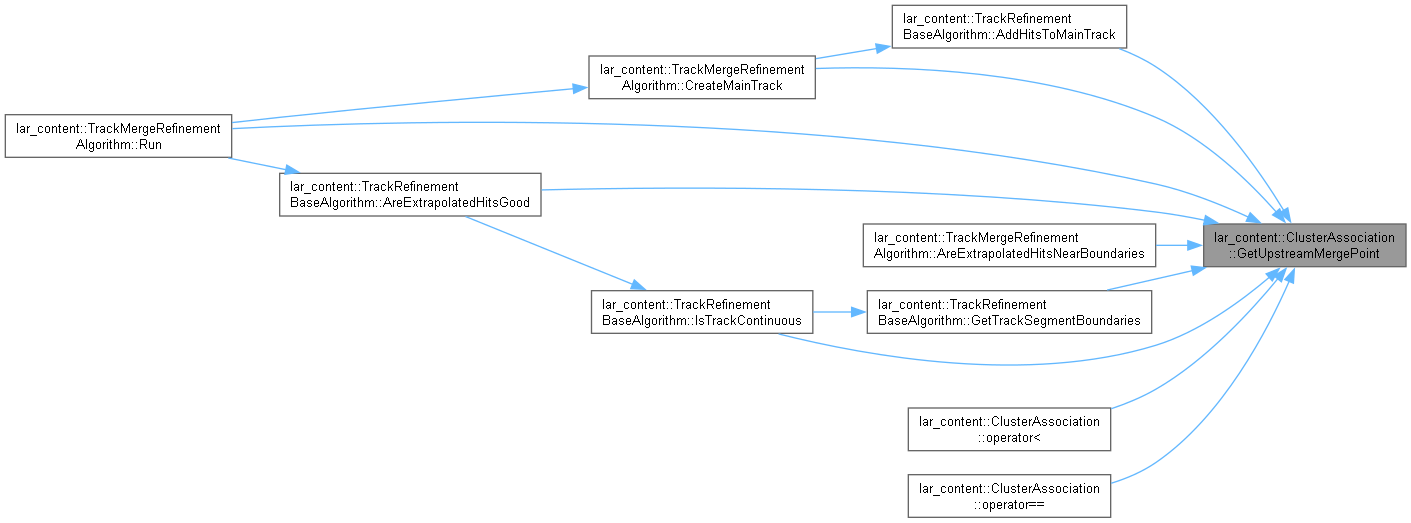 lar_content::TrackRefinement
BaseAlgorithm::AddHitsToMainTrack
lar_content::TrackMergeRefinement
Algorithm::CreateMainTrack
lar_content::TrackMergeRefinement
Algorithm::Run
lar_content::TrackRefinement
BaseAlgorithm::AreExtrapolatedHitsGood
lar_content::TrackMergeRefinement
Algorithm::AreExtrapolatedHitsNearBoundaries
lar_content::ClusterAssociation
::GetUpstreamMergePoint
lar_content::TrackRefinement
BaseAlgorithm::IsTrackContinuous
lar_content::TrackRefinement
BaseAlgorithm::GetTrackSegmentBoundaries
lar_content::ClusterAssociation
::operator<
lar_content::ClusterAssociation
::operator==